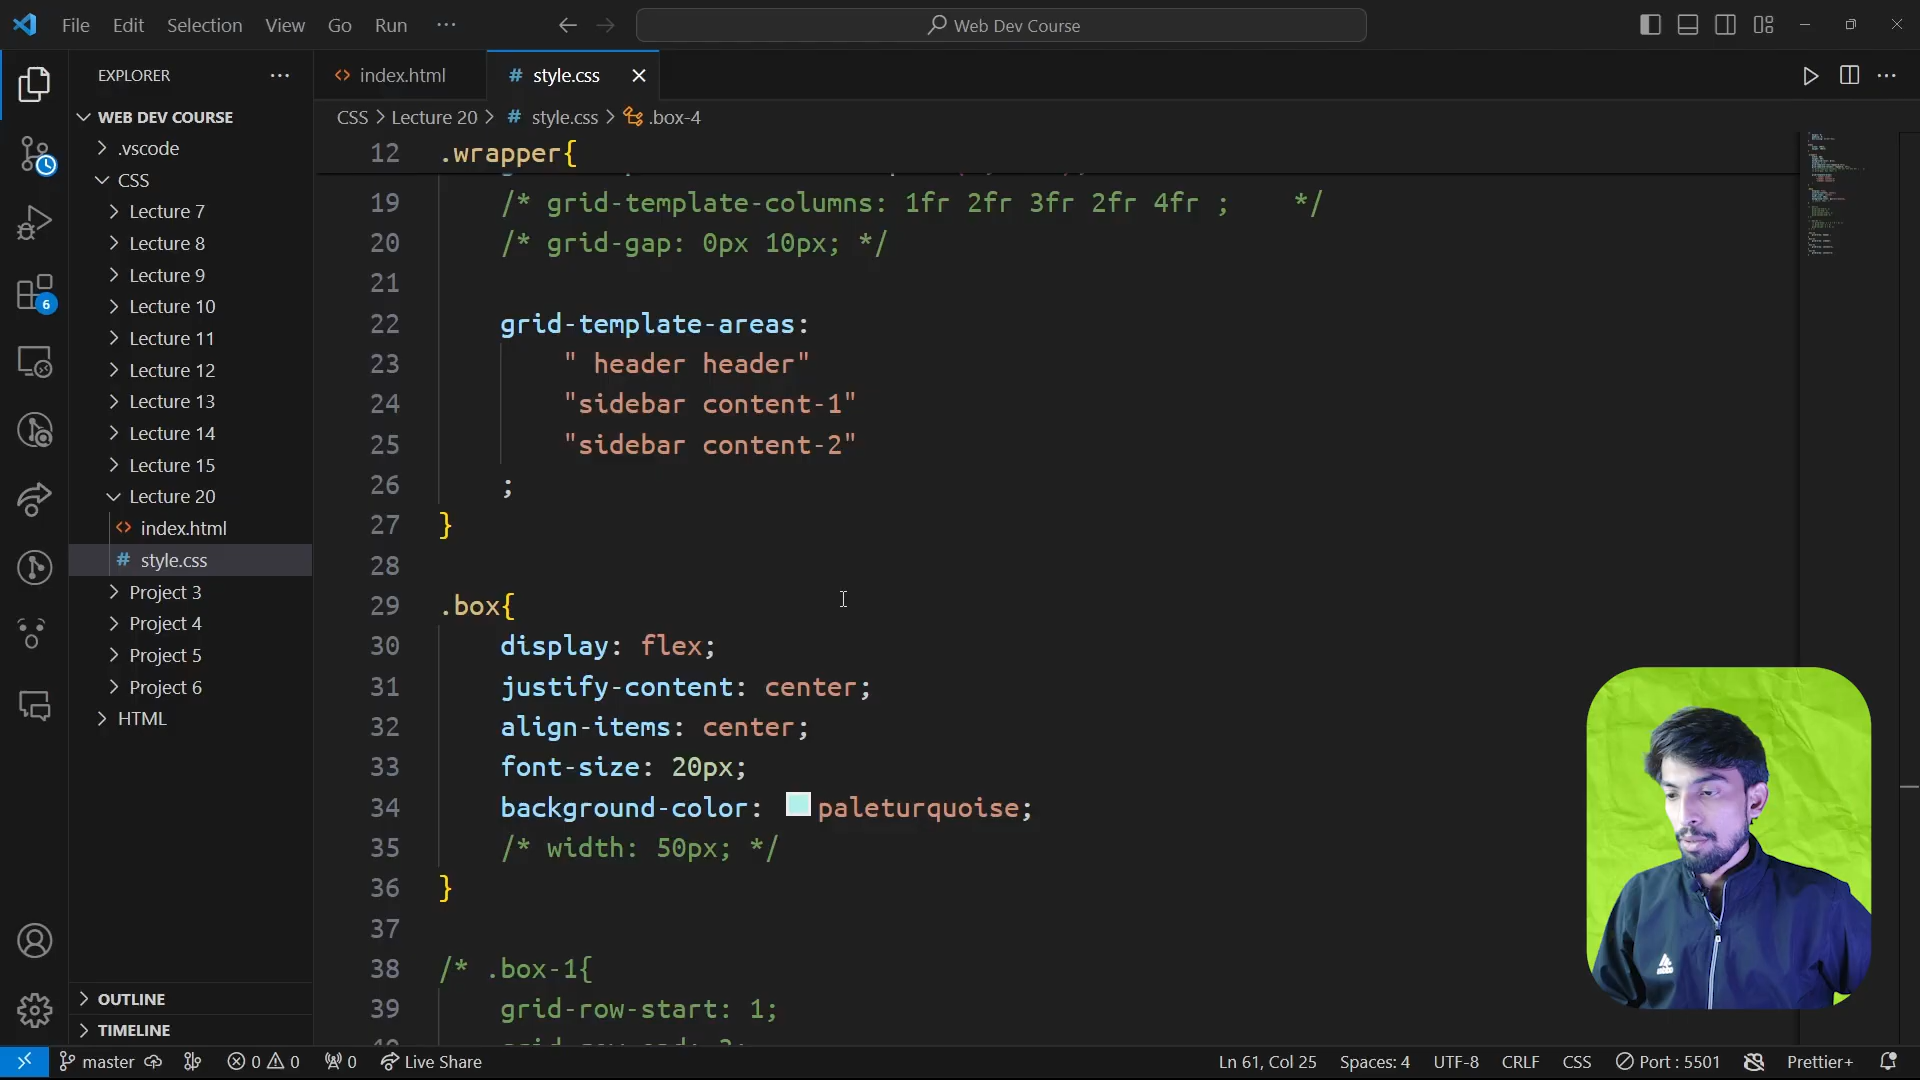 File Edit Selection View Go Run ··· Web Dev Course
EXPLORER ···
index.html
# style.css
WEB DEV COURSE
.vscode
CSS
Lecture 7
Lecture 8
Lecture 9
Lecture 10
Lecture 11
Lecture 12
Lecture 13
Lecture 14
Lecture 15
Lecture 20
index.html
# style.css
Project 3
Project 4
Project 5
Project 6
HTML
OUTLINE
TIMELINE
6
CSS > Lecture 20 > # style.css > .box-4
12 .wrapper{
19 /* grid-template-columns: 1fr 2fr 3fr 2fr 4fr ; */
20 /* grid-gap: 0px 10px; */
21
22 grid-template-areas:
23 " header header"
24 "sidebar content-1"
25 "sidebar content-2"
26 ;
27 }
28
29 .box{
30 display: flex;
31 justify-content: center;
32 align-items: center;
33 font-size: 20px;
34 background-color: paleturquoise;
35 /* width: 50px; */
36 }
37
38 /* .box-1{
39 grid-row-start: 1;
master 0 0 0 Live Share Ln 61, Col 25 Spaces: 4 UTF-8 CRLF CSS Port : 5501 Prettier+